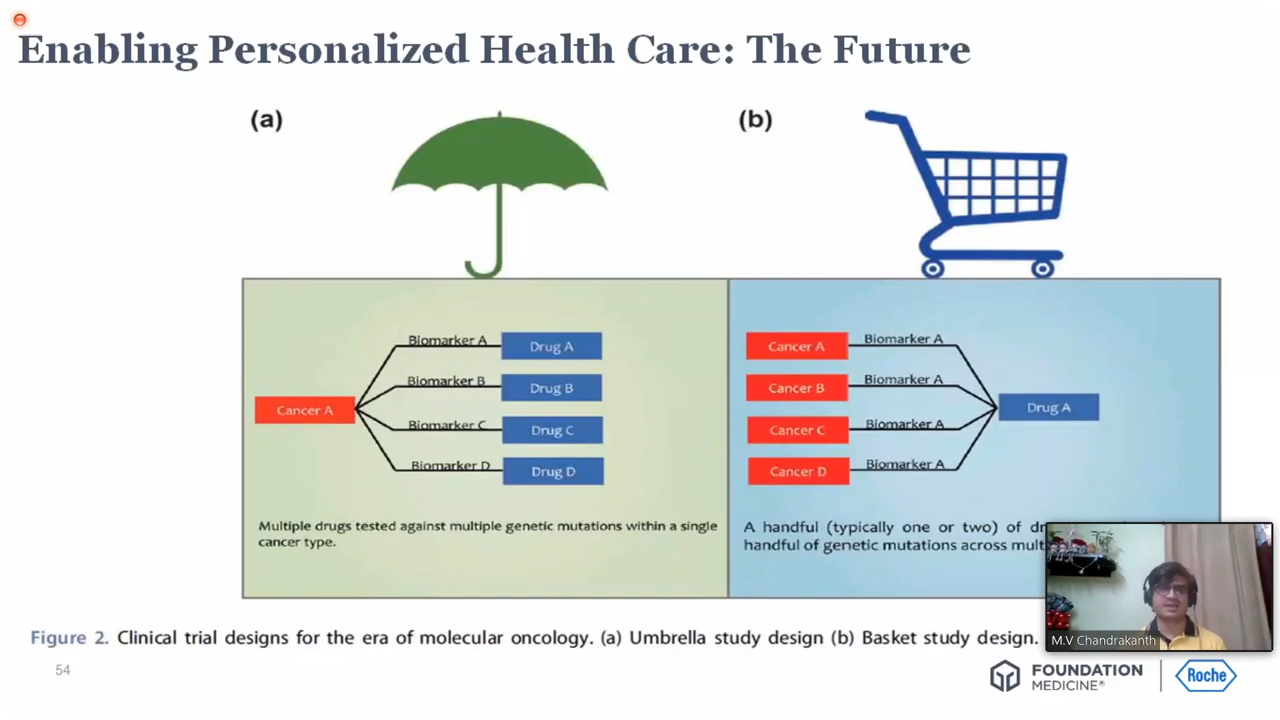 Enabling Personalized Health Care: The Future
(a)
(b)
Biomarker A
Drug A
Biomarker B
Drug B
Cancer A
Biomarker C
Drug C
Biomarker D
Drug D
Multiple drugs tested against multiple genetic mutations within a single
cancer type.
Cancer A
Biomarker A
Cancer B
Biomarker A
Drug A
Cancer C
Biomarker A
Cancer D
Biomarker A
A handful (typically one or two) of
handful of genetic mutations across
M.V Chandrakanth
Figure 2. Clinical trial designs for the era of molecular oncology. (a) Umbrella study design (b) Basket study design.
54
FOUNDATION
MEDICINE®
Roche